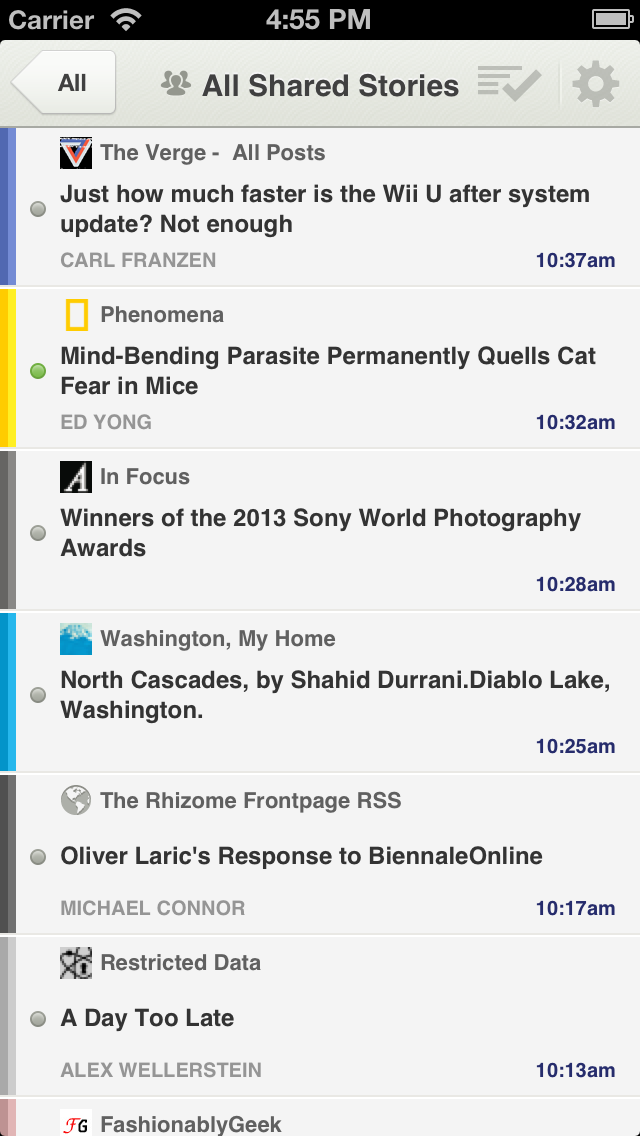 Carrier 4:55 PM
All All Shared Stories
The Verge - All Posts
Just how much faster is the Wii U after system
update? Not enough
CARL FRANZEN 10:37am
Phenomena
Mind-Bending Parasite Permanently Quells Cat
Fear in Mice
ED YONG 10:32am
A In Focus
Winners of the 2013 Sony World Photography
Awards
10:28am
Washington, My Home
North Cascades, by Shahid Durrani.Diablo Lake,
Washington.
10:25am
The Rhizome Frontpage RSS
Oliver Laric's Response to BiennaleOnline
MICHAEL CONNOR 10:17am
Restricted Data
A Day Too Late
ALEX WELLERSTEIN 10:13am
FG FashionablyGeek